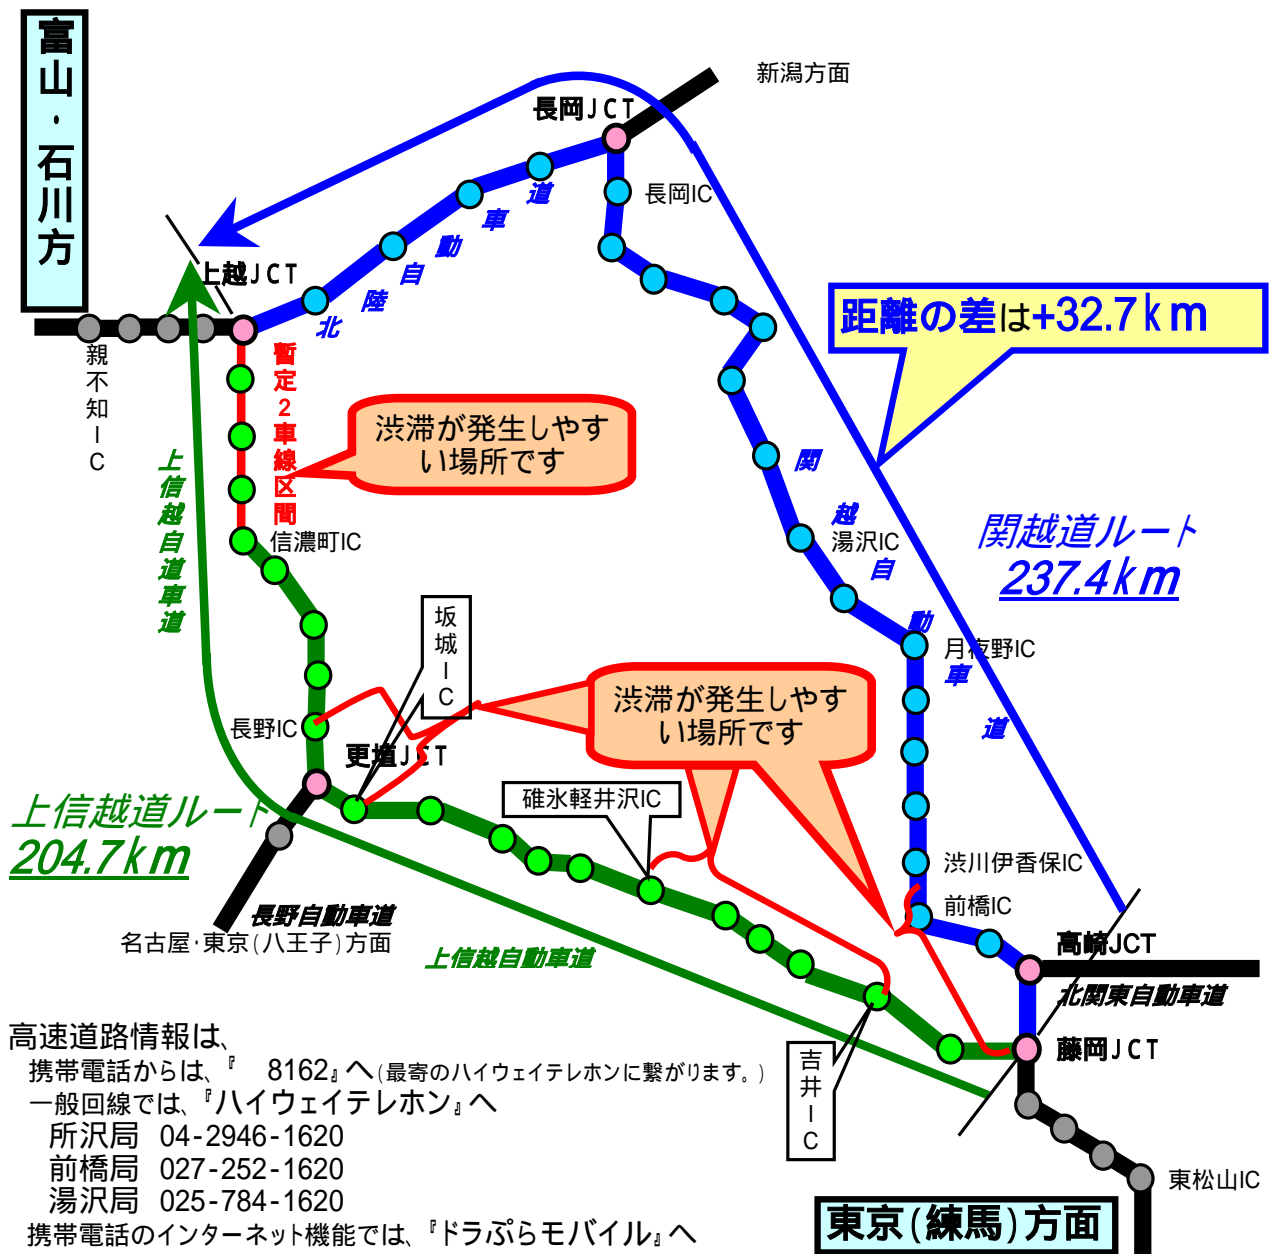 富山・石川方
新潟方面
長岡JCT
長岡IC
北陸自動車道
上越JCT
親不知IC
暫定2車線区間
渋滞が発生しやす
い場所です
距離の差は+32.7km
上信越自道車道
信濃町IC
関越自動車道
湯沢IC
関越道ルート
237.4km
月夜野IC
坂城IC
渋滞が発生しやす
い場所です
長野IC
更埴JCT
碓氷軽井沢IC
上信越道ルート
204.7km
渋川伊香保IC
前橋IC
長野自動車道
名古屋・東京(八王子)方面
上信越自動車道
高崎JCT
北関東自動車道
藤岡JCT
吉井IC
東松山IC
東京(練馬)方面
高速道路情報は、
携帯電話からは、『 8162』へ(最寄のハイウェイテレホンに繋がります。)
一般回線では、『ハイウェイテレホン』へ
所沢局 04-2946-1620
前橋局 027-252-1620
湯沢局 025-784-1620
携帯電話のインターネット機能では、『ドラぷらモバイル』へ